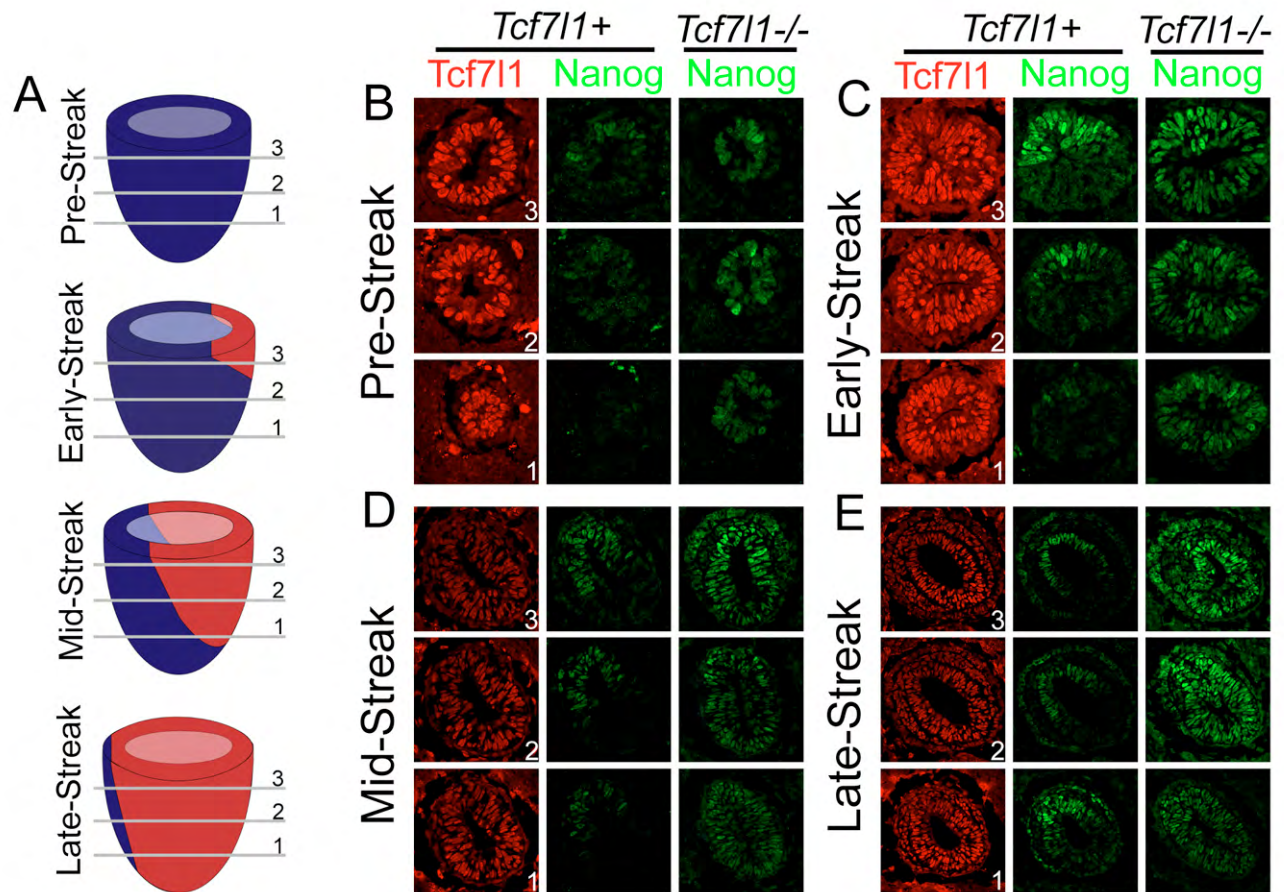 A
Pre-Streak
3
2
1
Early-Streak
3
2
1
Mid-Streak
3
2
1
Late-Streak
3
2
1
B
Tcf7l1+ Tcf7l1-/-
Tcf7l1 Nanog Nanog
Pre-Streak
3
2
1
C
Tcf7l1+ Tcf7l1-/-
Tcf7l1 Nanog Nanog
Early-Streak
3
2
1
D
Mid-Streak
3
2
1
E
Late-Streak
3
2
1